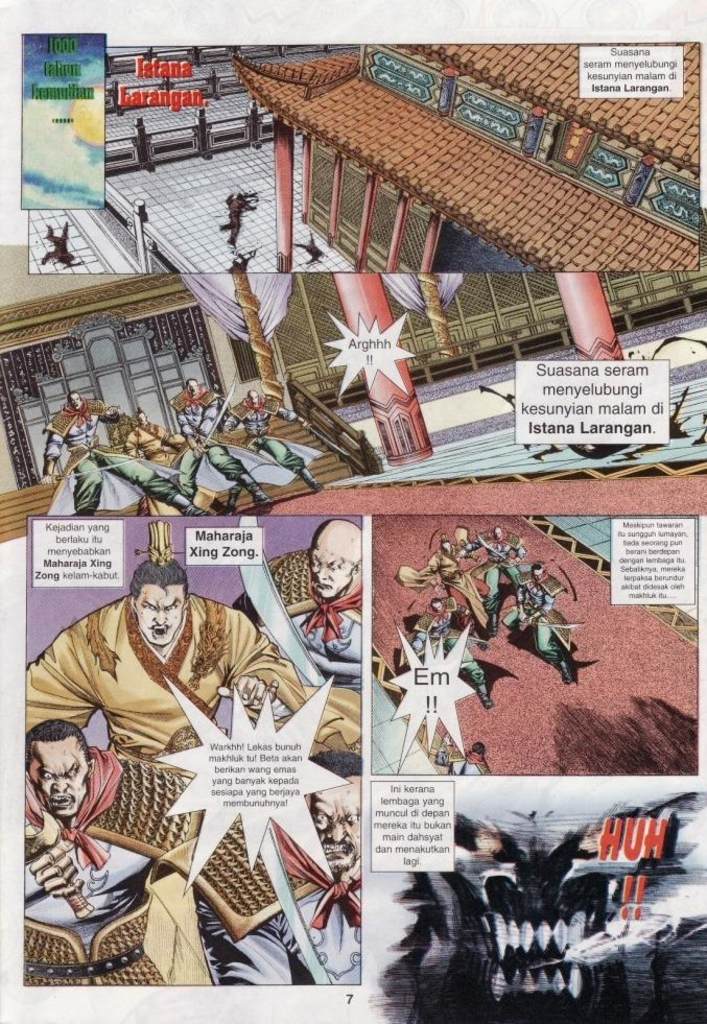 1000
tahun
kemudian
.....
Istana
Larangan.
Suasana
seram menyelubungi
kesunyian malam di
Istana Larangan.
Arghhh
!!
Suasana seram
menyelubungi
kesunyian malam di
Istana Larangan.
Kejadian yang
berlaku itu
menyebabkan
Maharaja Xing
Zong kelam-kabut.
Maharaja
Xing Zong.
Warkhh! Lekas bunuh
makhluk tu! Beta akan
berikan wang emas
yang banyak kepada
sesiapa yang berjaya
membunuhnya!
Meskipun tawaran
itu sungguh lumayan,
tiada seorang pun
berani berdepan
dengan lembaga itu.
Sebaliknya, mereka
terpaksa berundur
akibat didesak oleh
makhluk itu....
Em
!!
Ini kerana
lembaga yang
muncul di depan
mereka itu bukan
main dahsyat
dan menakutkan
lagi.
HUH
!!
7